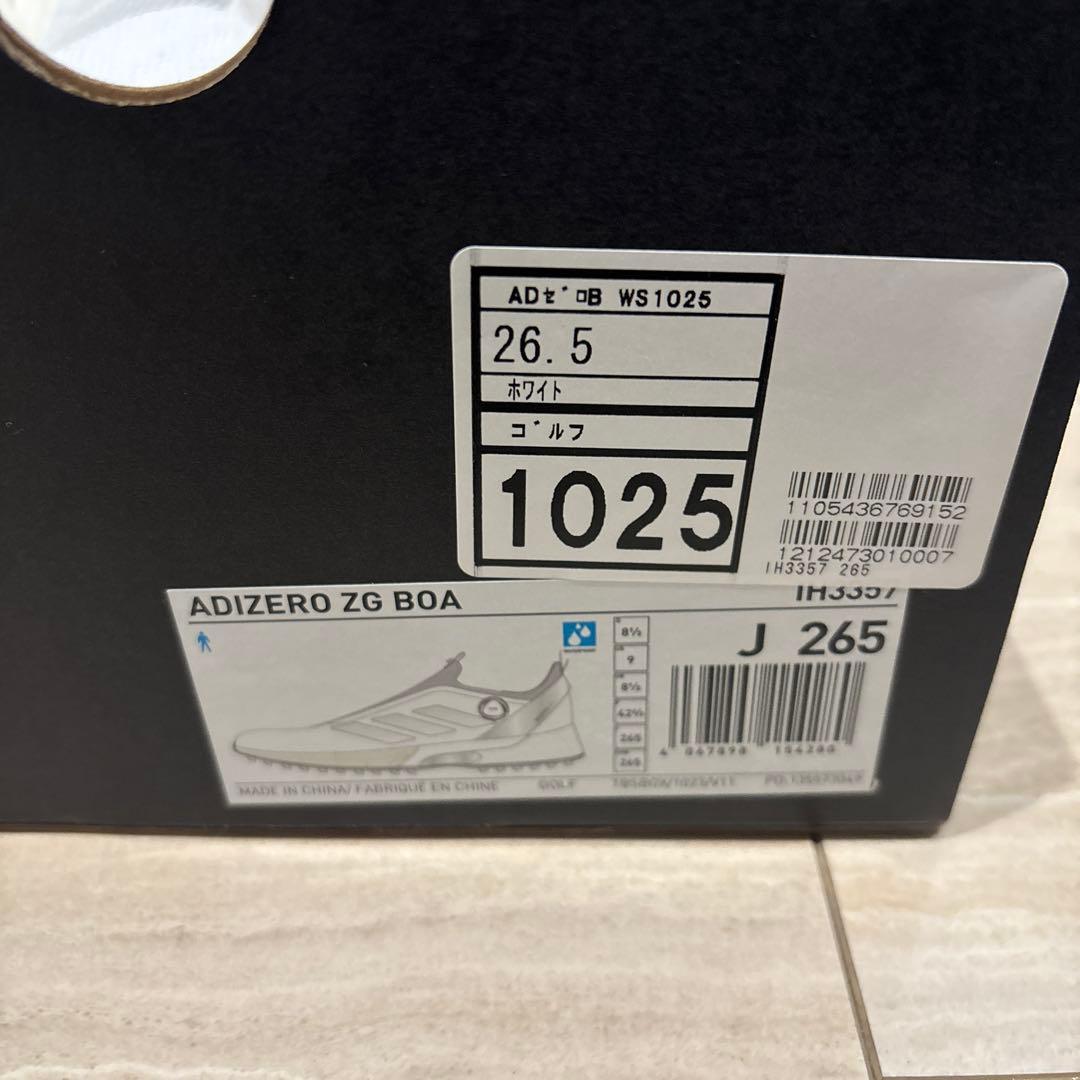 ADｾﾞﾛB WS1025
26.5
ﾎﾜｲﾄ
ｺﾞﾙﾌ
1025
1105436769152
1212473010007
IH3357 265
ADIZERO ZG BOA
IH3357
J 265
8½
9
8½
42⅔
265
265
MADE IN CHINA/ FABRIQUÉ EN CHINE
GOLF